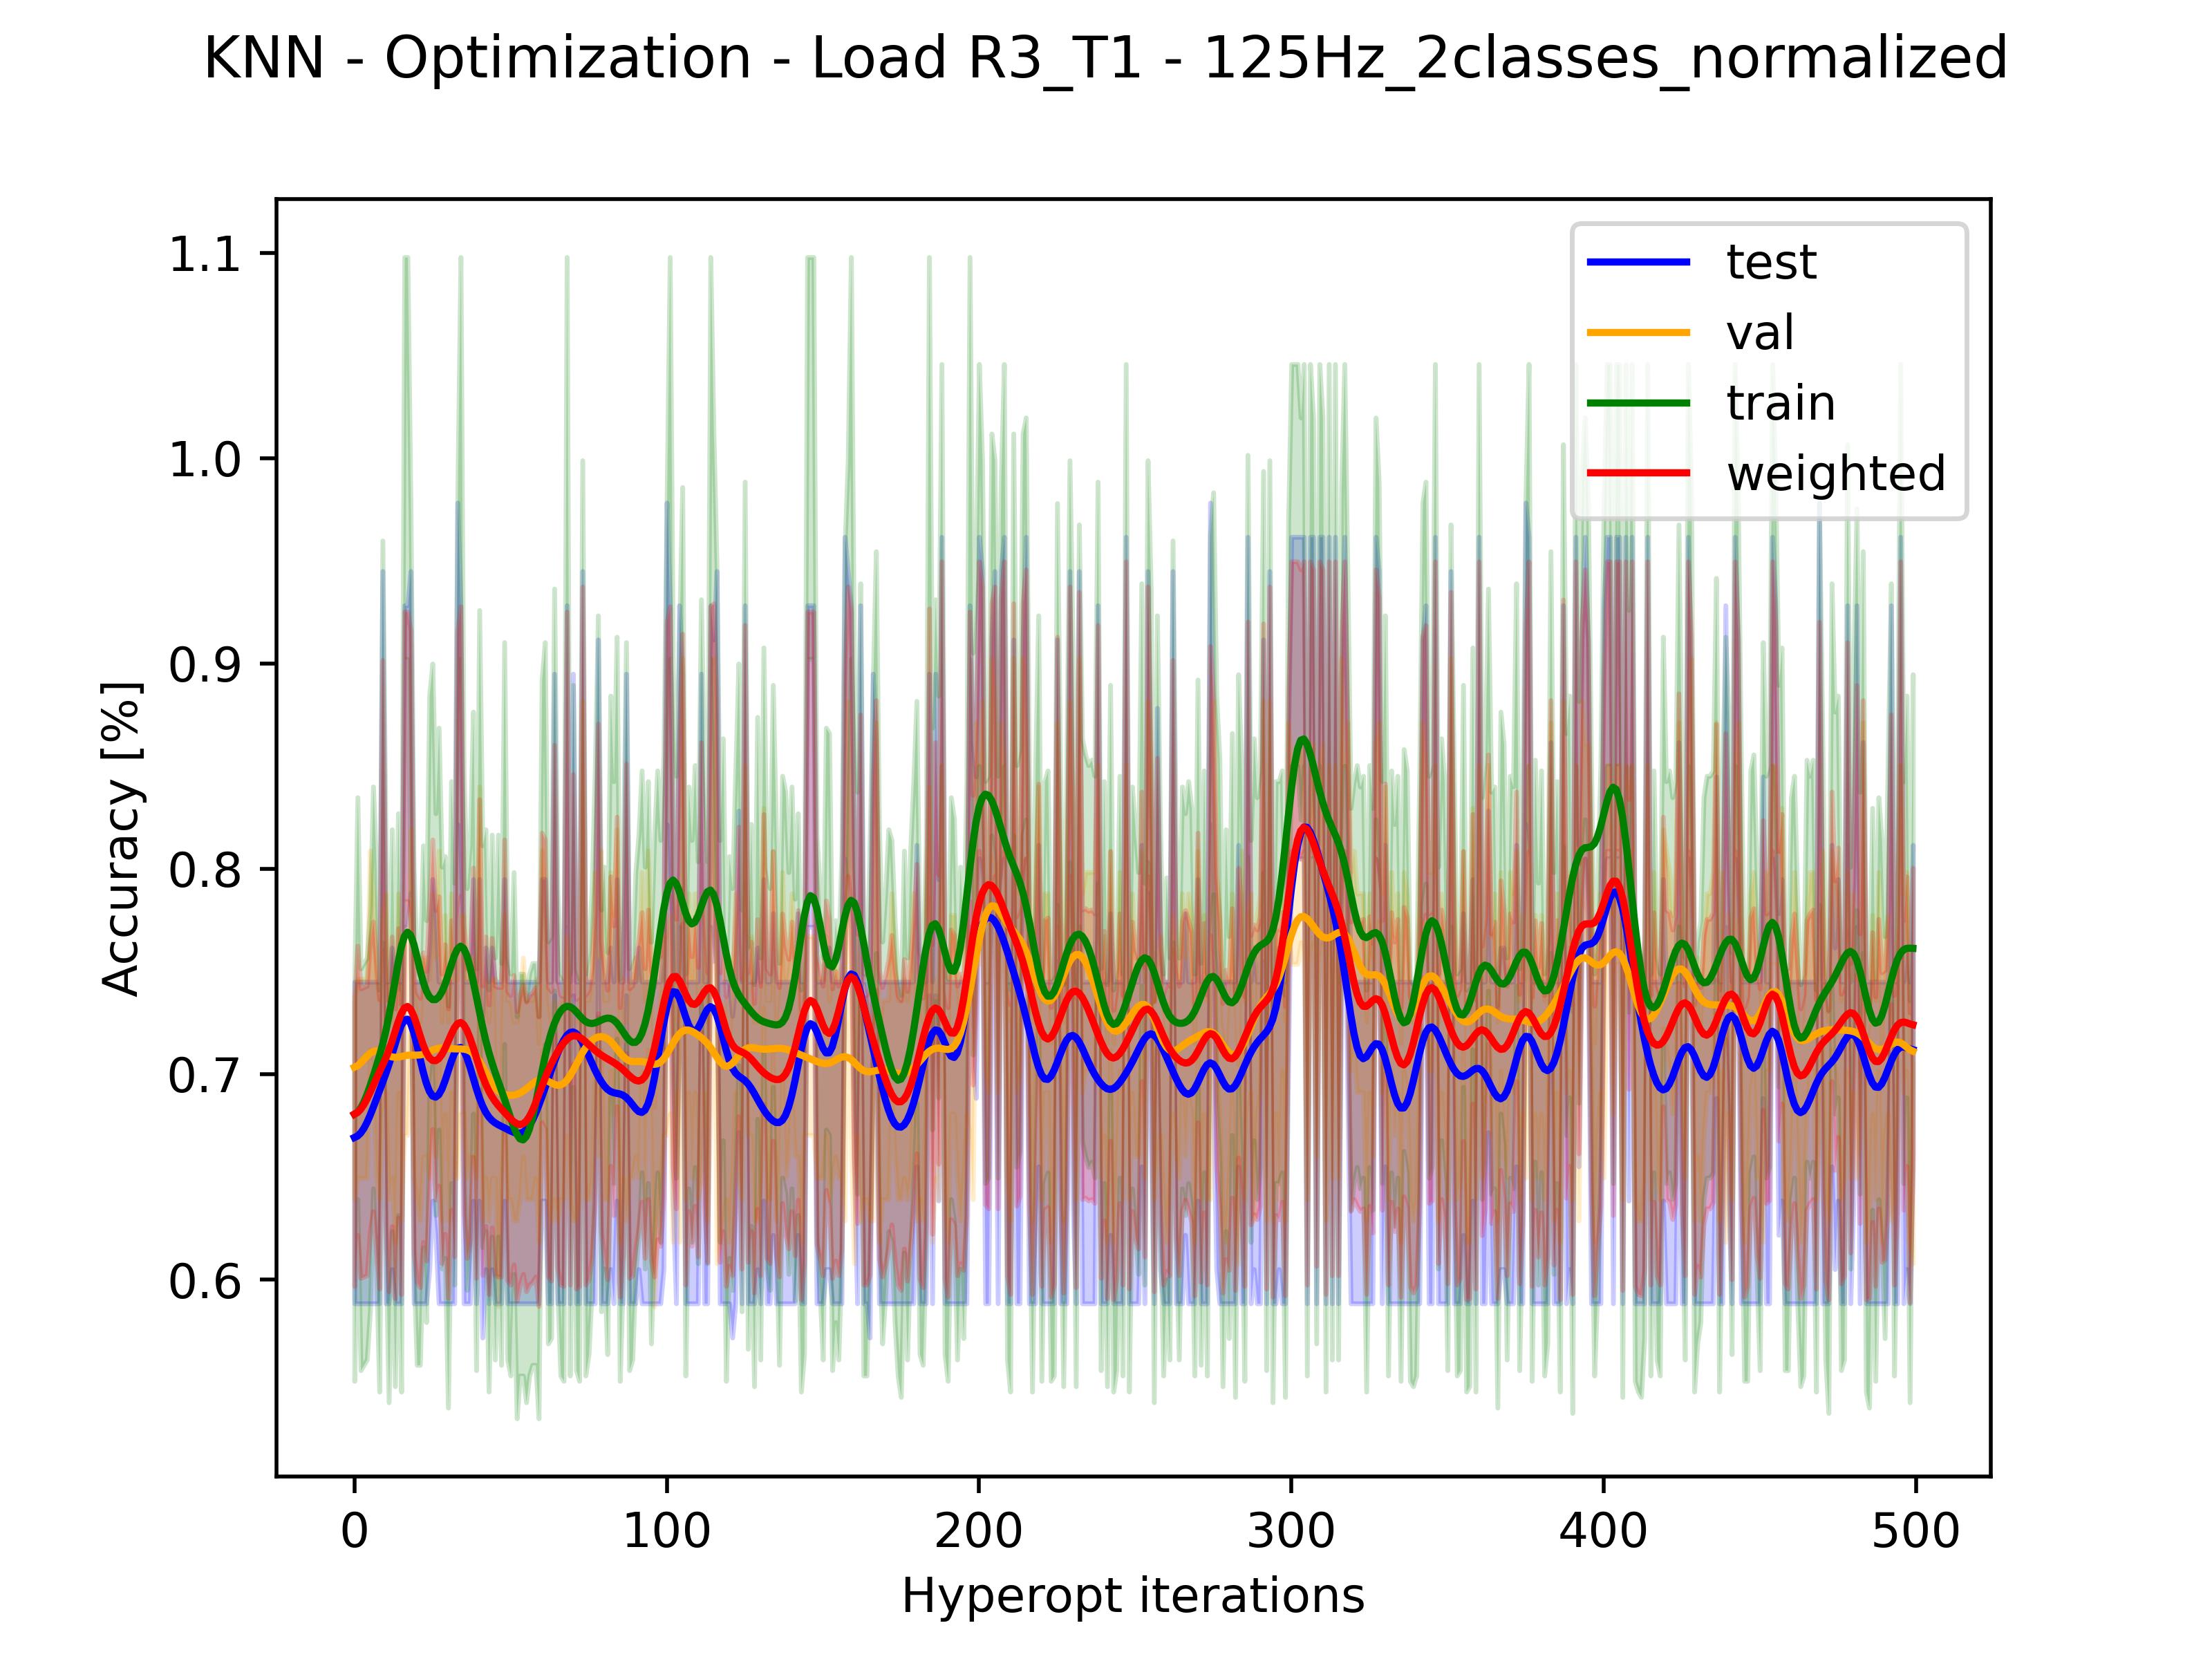 KNN - Optimization - Load R3_T1 - 125Hz_2classes_normalized
test
val
train
weighted
1.1
1.0
0.9
0.8
0.7
0.6
Accuracy [%]
0 100 200 300 400 500
Hyperopt iterations